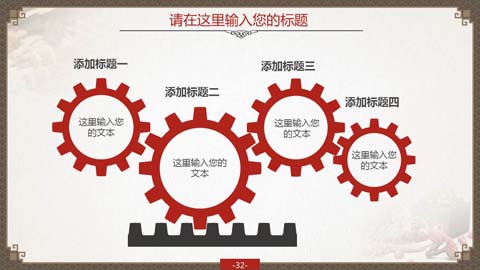 请在这里输入您的标题
添加标题一
添加标题二
添加标题三
添加标题四
这里输入您
的文本
这里输入您的
文本
这里输入您
的文本
这里输入您
的文本
-32-